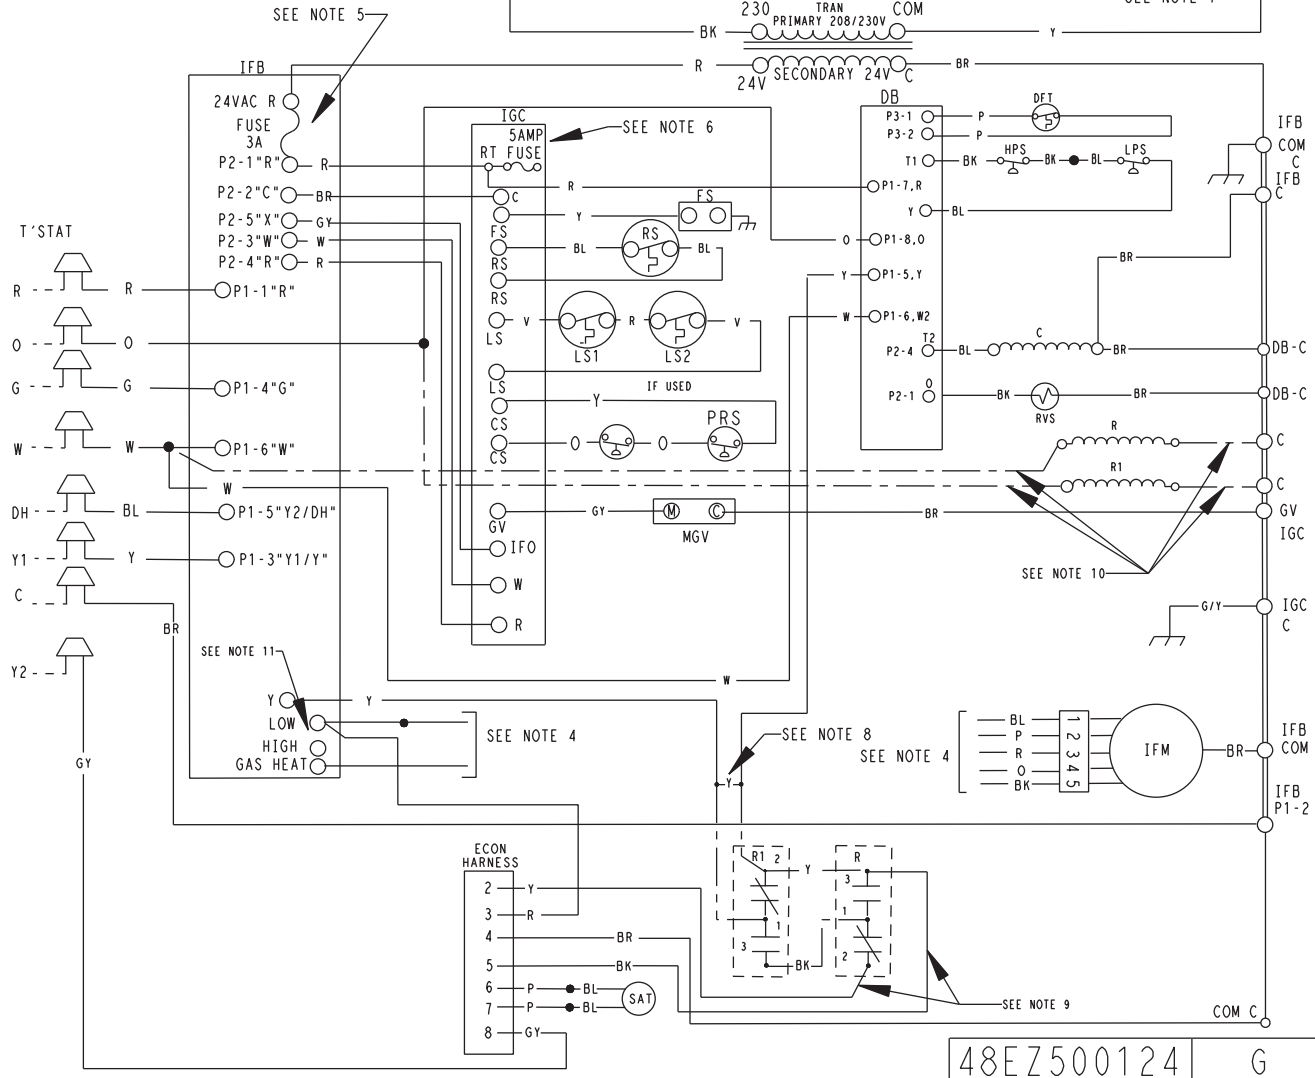 SEE NOTE 5
230
TRAN
COM
PRIMARY 208/230V
BK
Y
R
24V
SECONDARY
24V
C
BR
IFB
24VAC R
FUSE
3A
P2-1"R"
R
P2-2"C"
BR
P2-5"X"
GY
P2-3"W"
W
P2-4"R"
R
IGC
5AMP
RT FUSE
SEE NOTE 6
DB
P3-1
P
DFT
P3-2
P
T1
BK
HPS
BK
BL
LPS
R
P1-7,R
Y
BL
O
P1-8,O
Y
P1-5,Y
W
P1-6,W2
T2
P2-4
BL
C
BR
BR
O
P2-1
BK
RVS
BR
IFB
COM
C
IFB
C
DB-C
DB-C
C
C
GV
IGC
C
FS
Y
FS
RS
BL
RS
BL
RS
LS
V
R
V
LS1
LS2
LS
IF USED
CS
Y
CS
O
O
PRS
GV
GY
M
C
MGV
BR
IFO
W
R
T'STAT
R
R
P1-1"R"
O
O
G
G
P1-4"G"
W
W
P1-6"W"
W
DH
BL
P1-5"Y2/DH"
Y1
Y
P1-3"Y1/Y"
C
BR
Y2
GY
R
R1
SEE NOTE 10
G/Y
IGC
C
SEE NOTE 11
W
Y
Y
LOW
HIGH
GAS HEAT
SEE NOTE 4
SEE NOTE 8
Y
SEE NOTE 4
BL
P
R
O
BK
1
2
3
4
5
IFM
BR
IFB
COM
IFB
P1-2
ECON
HARNESS
2
Y
3
R
4
BR
5
BK
6
P
BL
7
P
BL
SAT
8
GY
R1
2
Y
R
3
1
1
3
2
BK
SEE NOTE 9
COM C
48EZ500124
G